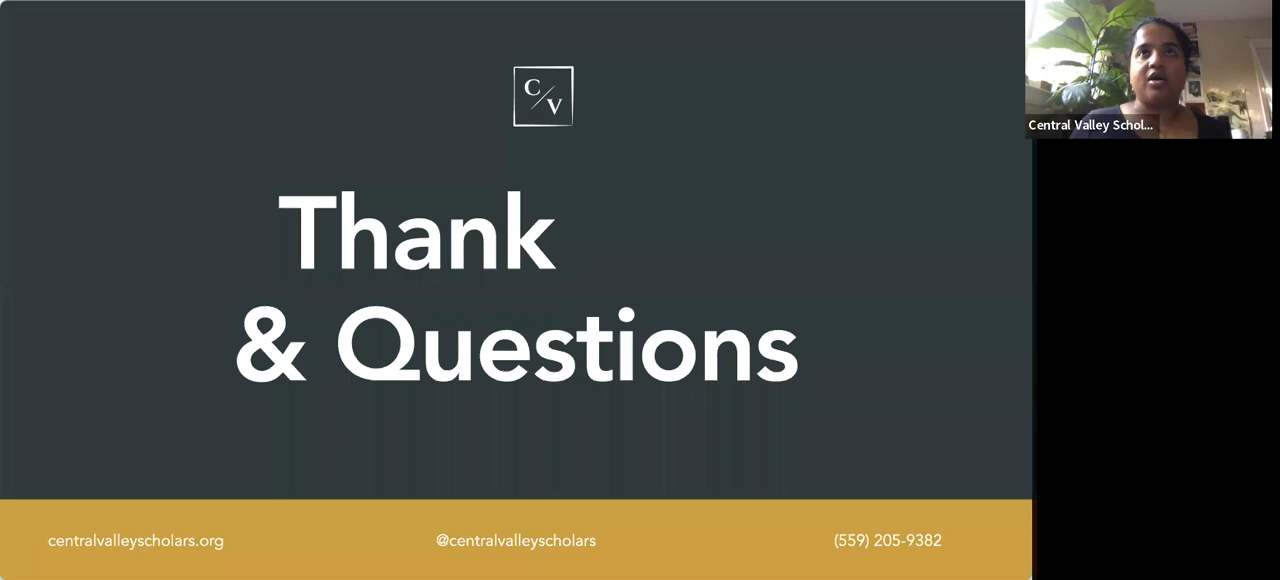 C/V
Thank
& Questions
centralvalleyscholars.org
@centralvalleyscholars
(559) 205-9382
Central Valley Schol...